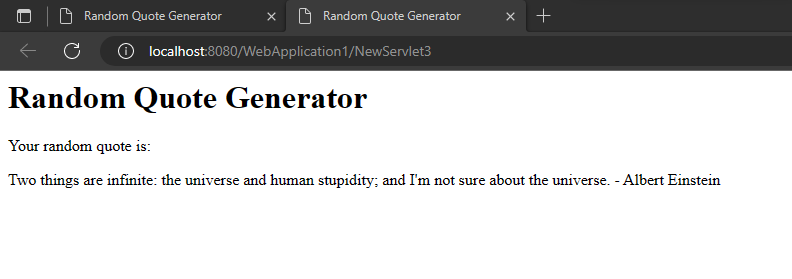 Random Quote Generator
Random Quote Generator
localhost:8080/WebApplication1/NewServlet3
Random Quote Generator
Your random quote is:
Two things are infinite: the universe and human stupidity; and I'm not sure about the universe. - Albert Einstein